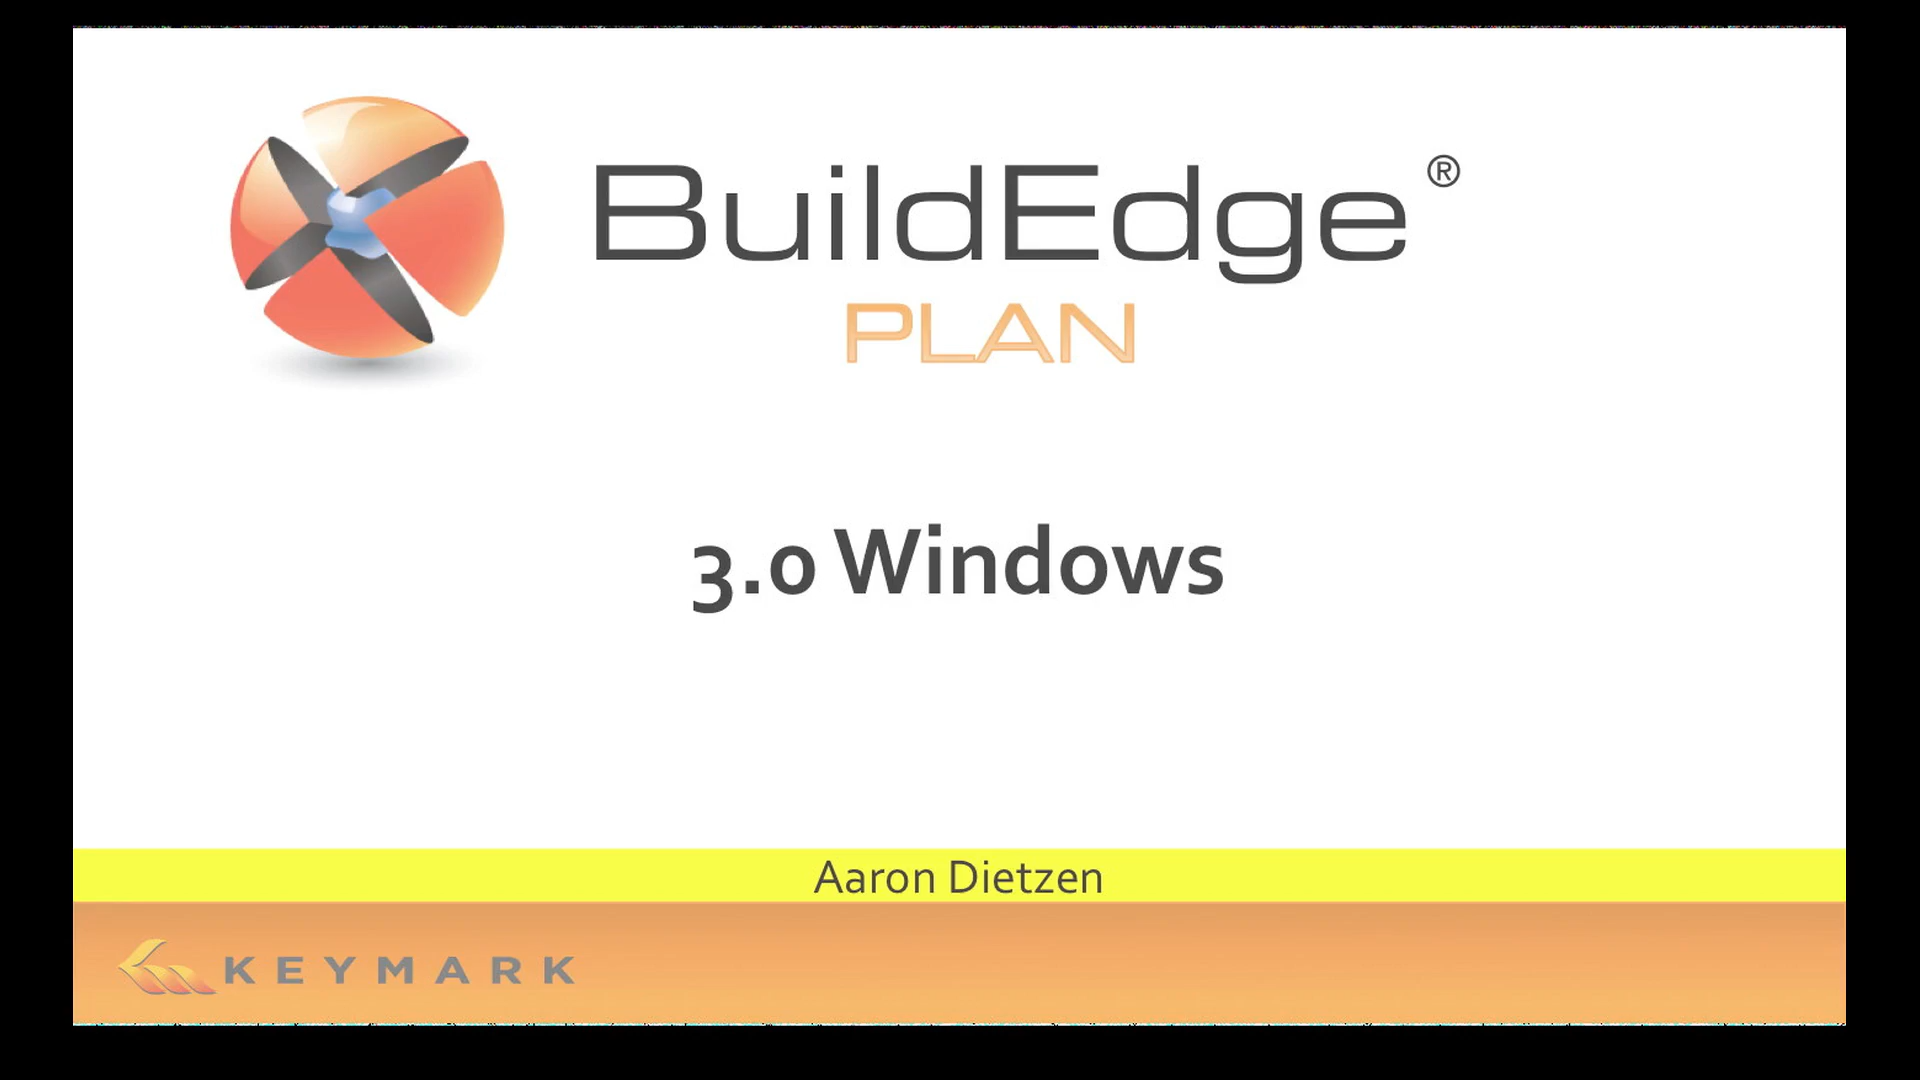 BuildEdge®
PLAN
3.0 Windows
Aaron Dietzen
KEYMARK